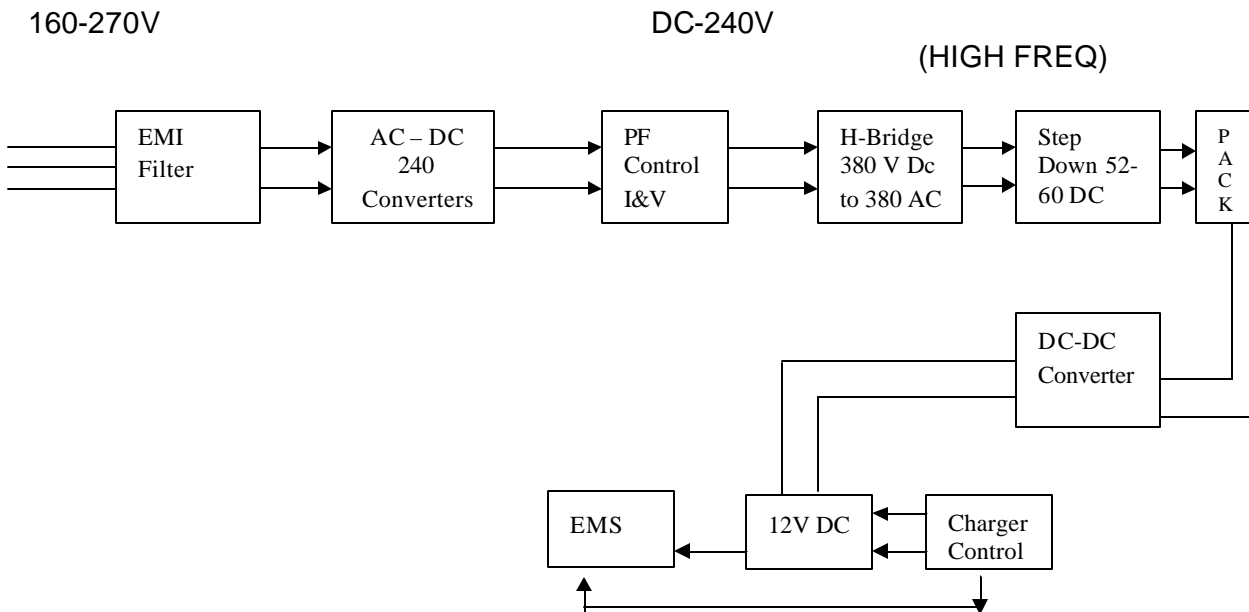 160-270V
DC-240V
(HIGH FREQ)
EMI
Filter
AC – DC
240
Converters
PF
Control
I&V
H-Bridge
380 V Dc
to 380 AC
Step
Down 52-
60 DC
P
A
C
K
DC-DC
Converter
EMS
12V DC
Charger
Control